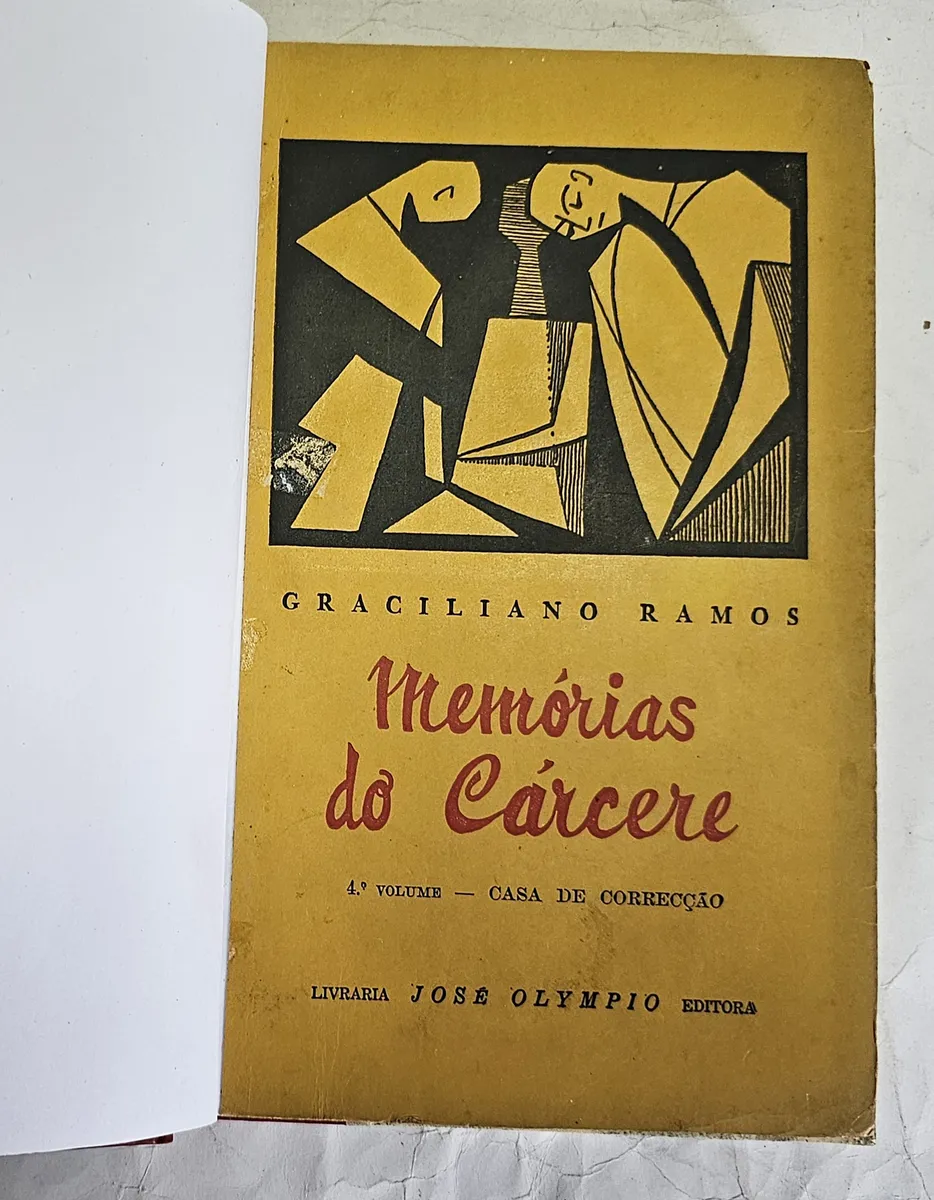 GRACILIANO RAMOS
Memórias
do Cárcere
4.º VOLUME — CASA DE CORRECÇÃO
LIVRARIA JOSÉ OLYMPIO EDITORA